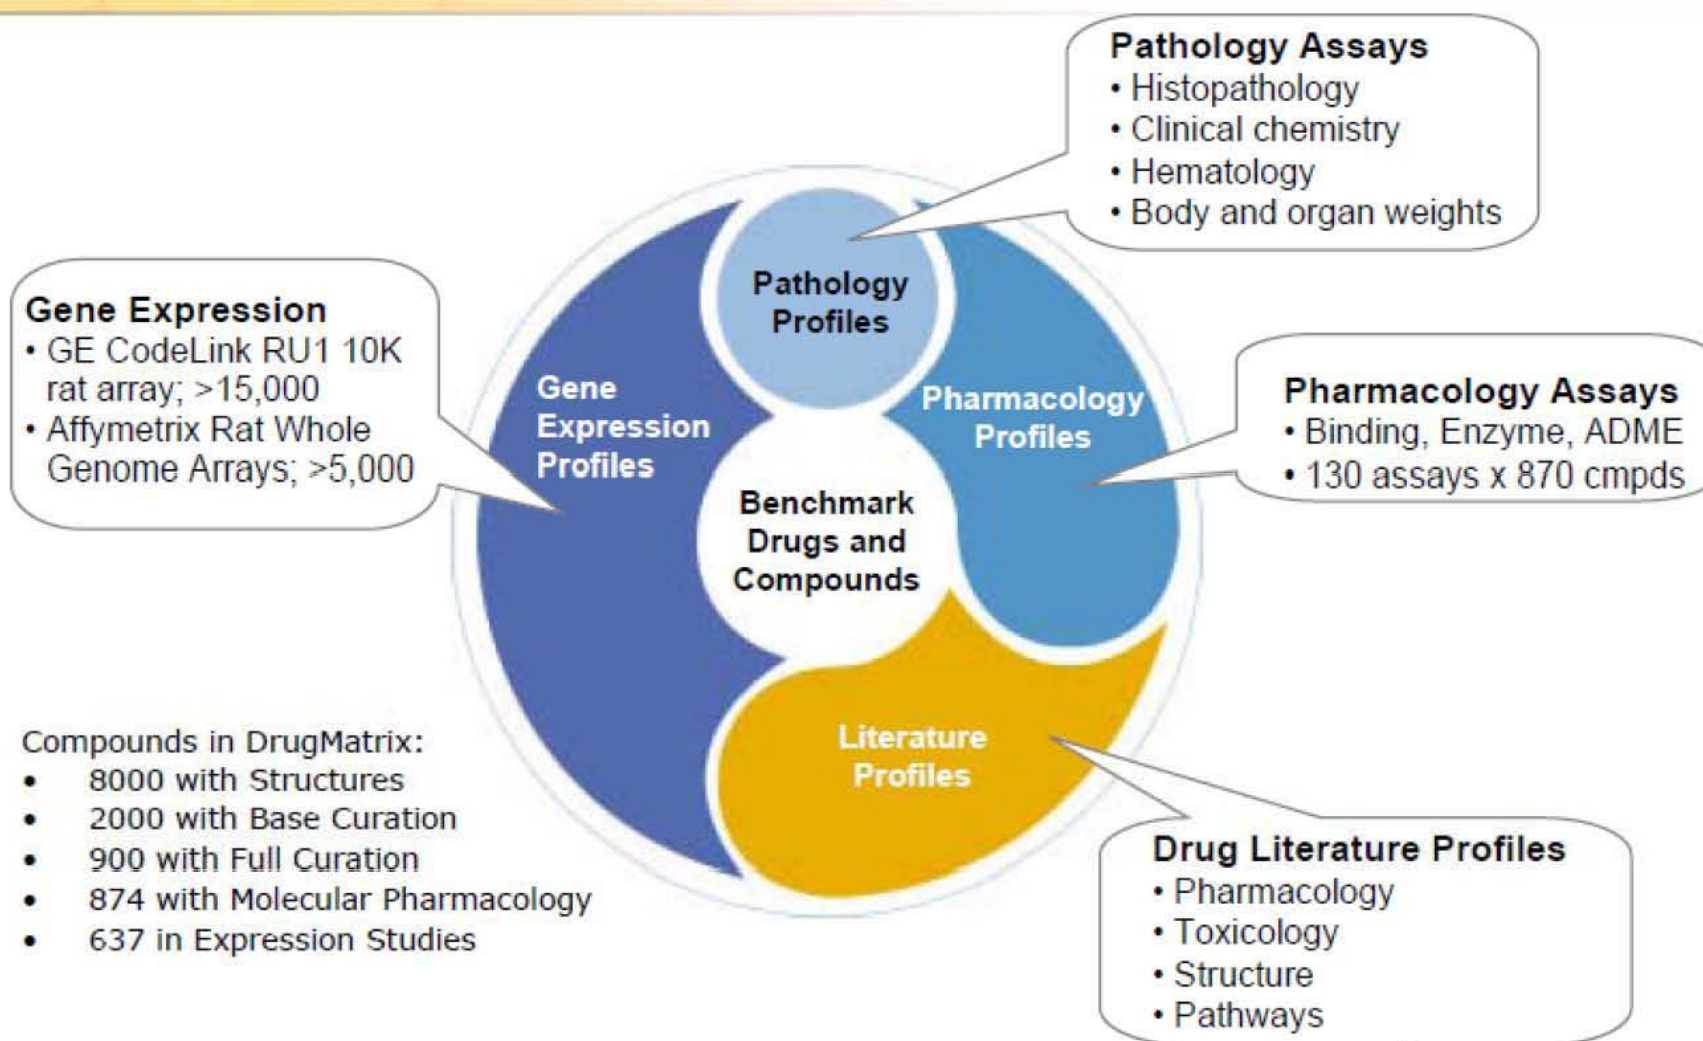 Pathology Assays
• Histopathology
• Clinical chemistry
• Hematology
• Body and organ weights
Gene Expression
• GE CodeLink RU1 10K
rat array; >15,000
• Affymetrix Rat Whole
Genome Arrays; >5,000
Pathology
Profiles
Gene
Expression
Profiles
Pharmacology
Profiles
Pharmacology Assays
• Binding, Enzyme, ADME
• 130 assays x 870 cmpds
Benchmark
Drugs and
Compounds
Literature
Profiles
Compounds in DrugMatrix:
• 8000 with Structures
• 2000 with Base Curation
• 900 with Full Curation
• 874 with Molecular Pharmacology
• 637 in Expression Studies
Drug Literature Profiles
• Pharmacology
• Toxicology
• Structure
• Pathways